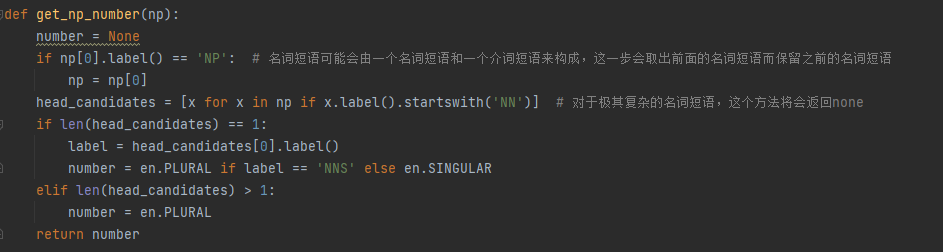 def get_np_number(np):
    number = None
    if np[0].label() == 'NP':  # 名词短语可能会由一个名词短语和一个介词短语来构成，这一步会取出前面的名词短语而保留之前的名词短语
        np = np[0]
    head_candidates = [x for x in np if x.label().startswith('NN')]  # 对于极其复杂的名词短语，这个方法将会返回none
    if len(head_candidates) == 1:
        label = head_candidates[0].label()
        number = en.PLURAL if label == 'NNS' else en.SINGULAR
    elif len(head_candidates) > 1:
        number = en.PLURAL
    return number